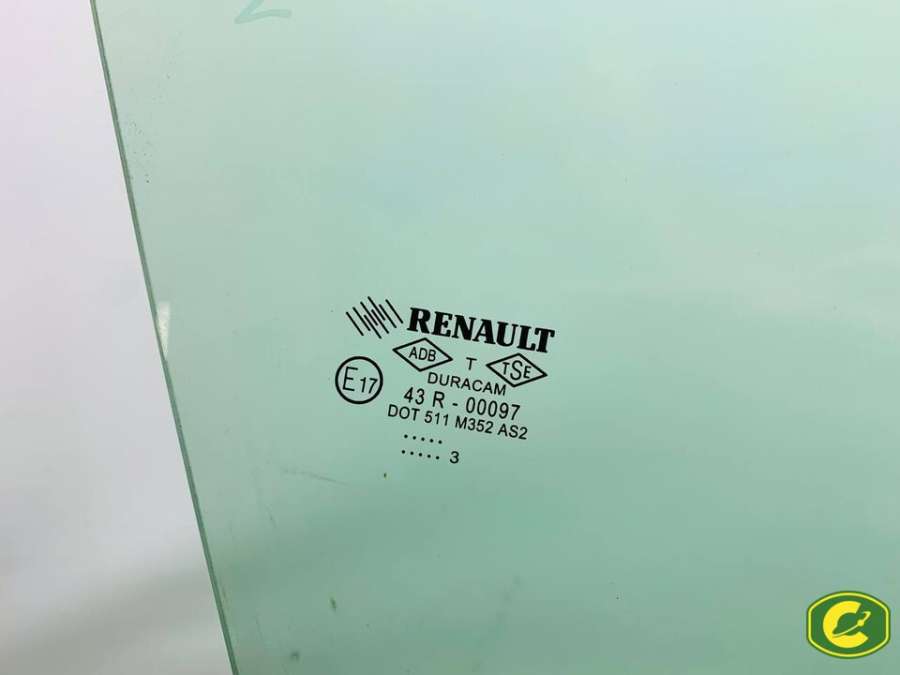 RENAULT
ADB T TSE
DURACAM
E17
43 R - 00097
DOT 511 M352 AS2
.....
..... 3
C